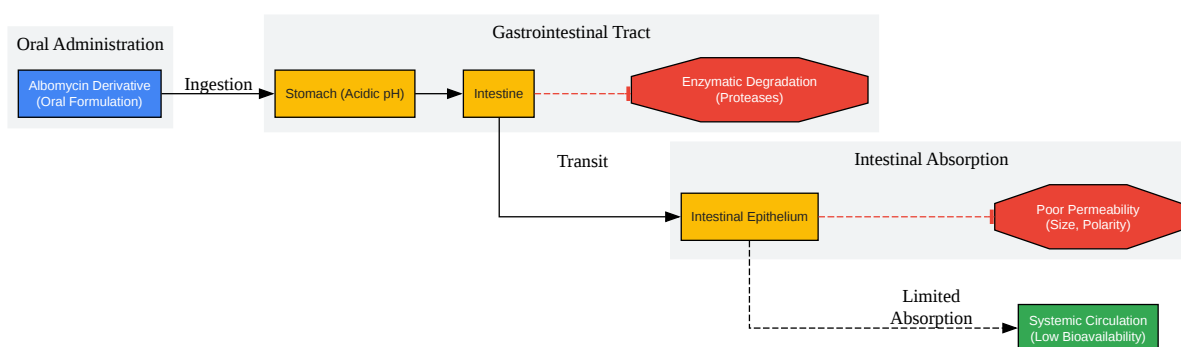 Oral Administration
Albomycin Derivative
(Oral Formulation)
Ingestion
Gastrointestinal Tract
Stomach (Acidic pH)
Intestine
Enzymatic Degradation
(Proteases)
Transit
Intestinal Absorption
Intestinal Epithelium
Poor Permeability
(Size, Polarity)
Limited
Absorption
Systemic Circulation
(Low Bioavailability)